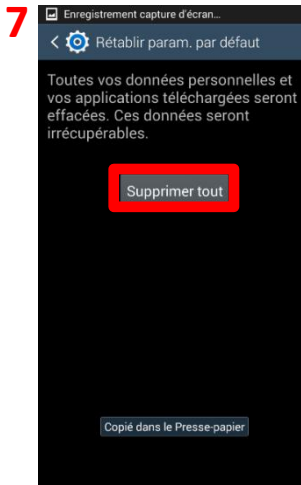 7
Enregistrement capture d'écran...
Rétablir param. par défaut
Toutes vos données personnelles et
vos applications téléchargées seront
effacées. Ces données seront
irrécupérables.
Supprimer tout
Copié dans le Presse-papier